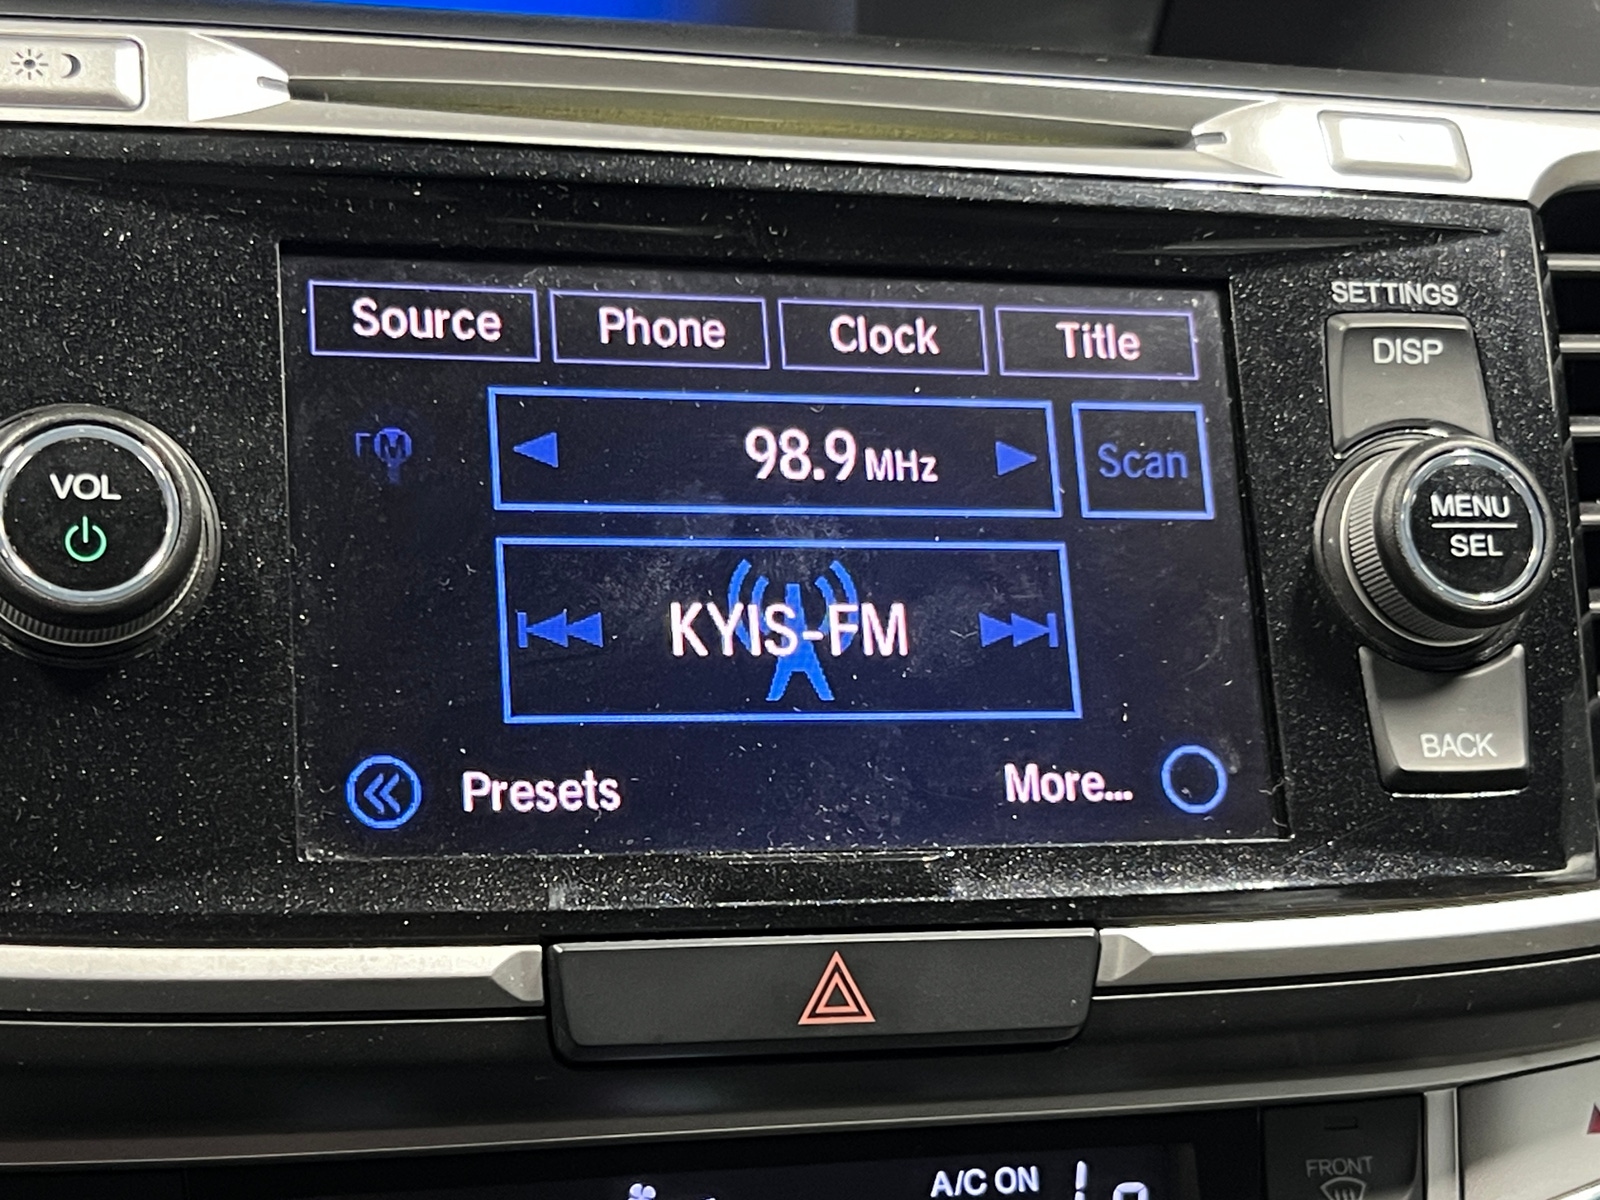 Source Phone Clock Title
SETTINGS
DISP
FM 98.9 MHz Scan
VOL
MENU
SEL
KYIS-FM
BACK
Presets More...
A/C ON
FRONT